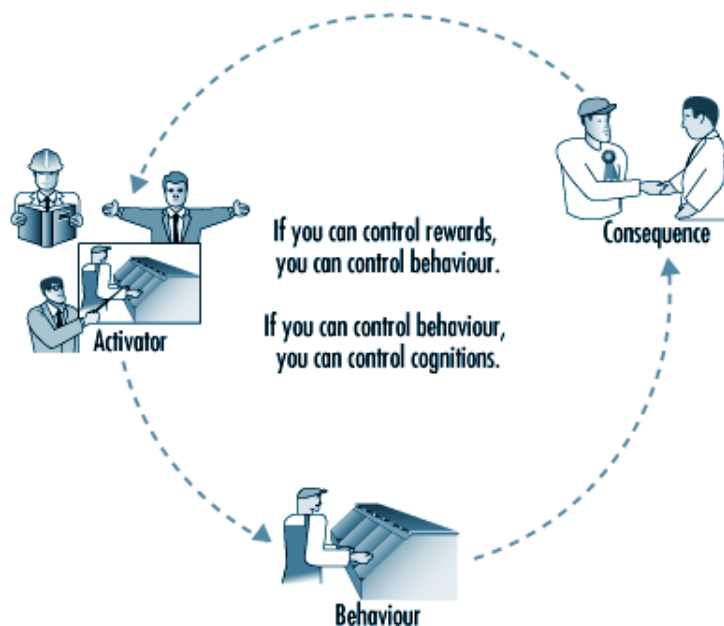 Consequence
If you can control rewards,
you can control behaviour.
If you can control behaviour,
you can control cognitions.
Activator
Behaviour